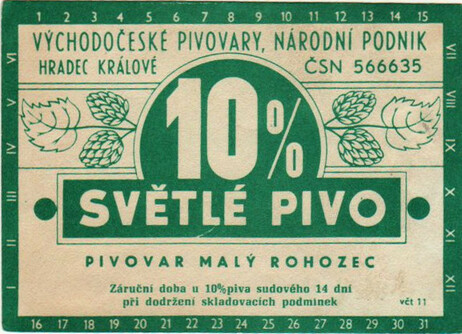 1 2 3 4 5 6 7 8 9 10 11 12 13 14 15
VÝCHODOČESKÉ PIVOVARY, NÁRODNÍ PODNIK
HRADEC KRÁLOVÉ ČSN 566635
10%
SVĚTLÉ PIVO
PIVOVAR MALÝ ROHOZEC
Záruční doba u 10%piva sudového 14 dní
při dodržení skladovacích podmínek
včt 11
VI
V
IV
III
II
I
VII
VIII
IX
X
XI
XII
16 17 18 19 20 21 22 23 24 25 26 27 28 29 30 31